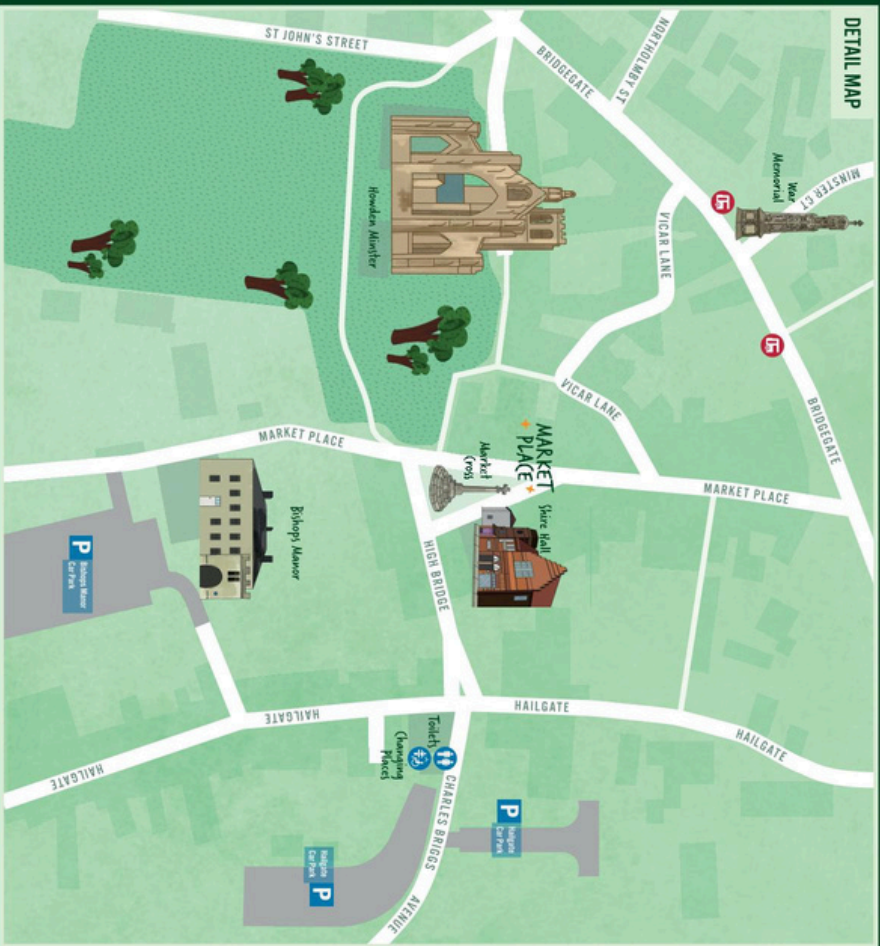 DETAIL MAP
NORTHOLMBY ST
BRIDGEGATE
ST JOHN'S STREET
MINSTER CT
War
Memorial
VICAR LANE
Howden Minster
BRIDGEGATE
VICAR LANE
MARKET
PLACE
Market
Cross
MARKET PLACE
MARKET PLACE
Shire Hall
Bishops Manor
HIGH BRIDGE
P
Bishops Manor
Car Park
HAILGATE
HAILGATE
HAILGATE
HAILGATE
Toilets
Changing
Places
CHARLES BRIGGS
AVENUE
P
Hailgate
Car Park
Hailgate
Car Park
P